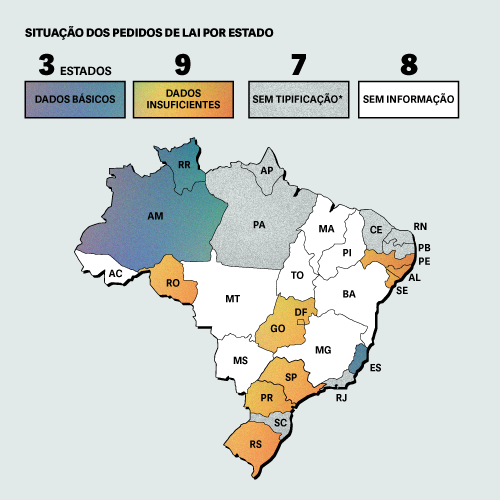 SITUAÇÃO DOS PEDIDOS DE LAI POR ESTADO
3 ESTADOS
9
7
8
DADOS BÁSICOS
DADOS
INSUFICIENTES
SEM TIPIFICAÇÃO*
SEM INFORMAÇÃO
RR
AP
AM
PA
MA
CE
RN
PI
PB
PE
AC
RO
TO
AL
SE
MT
BA
DF
GO
MG
MS
ES
SP
PR
RJ
SC
RS